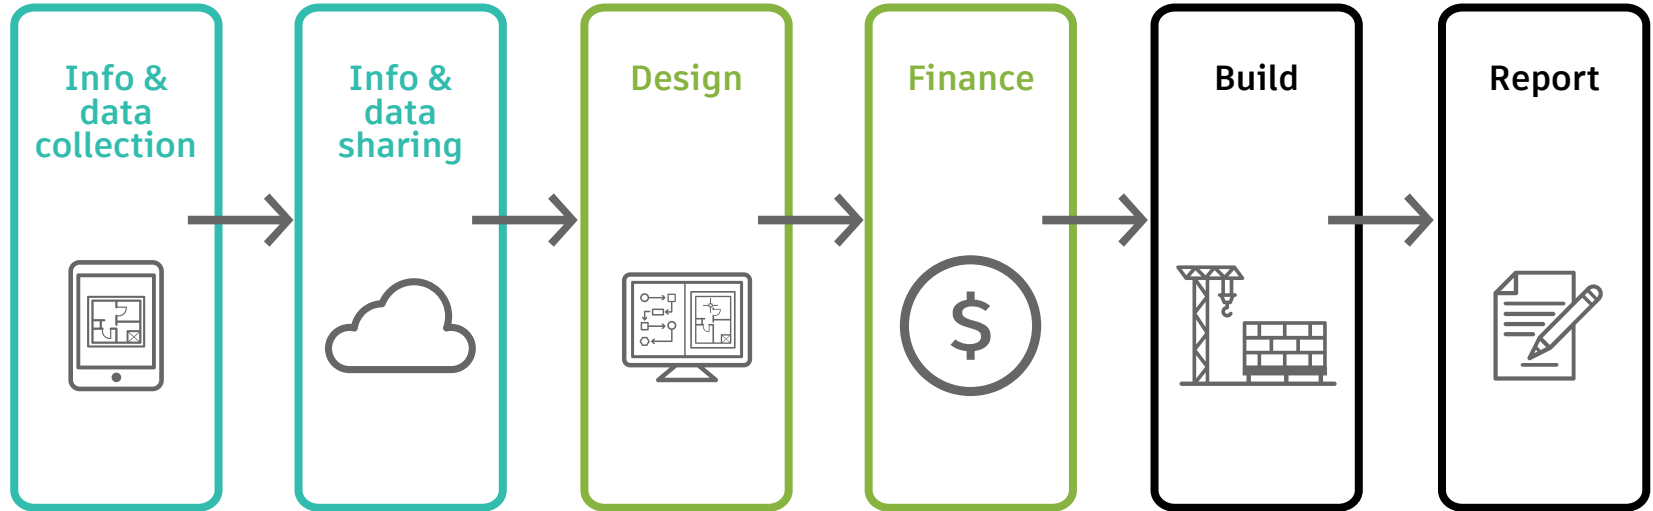 Info &
data
collection
Info &
data
sharing
Design
Finance
Build
Report
$